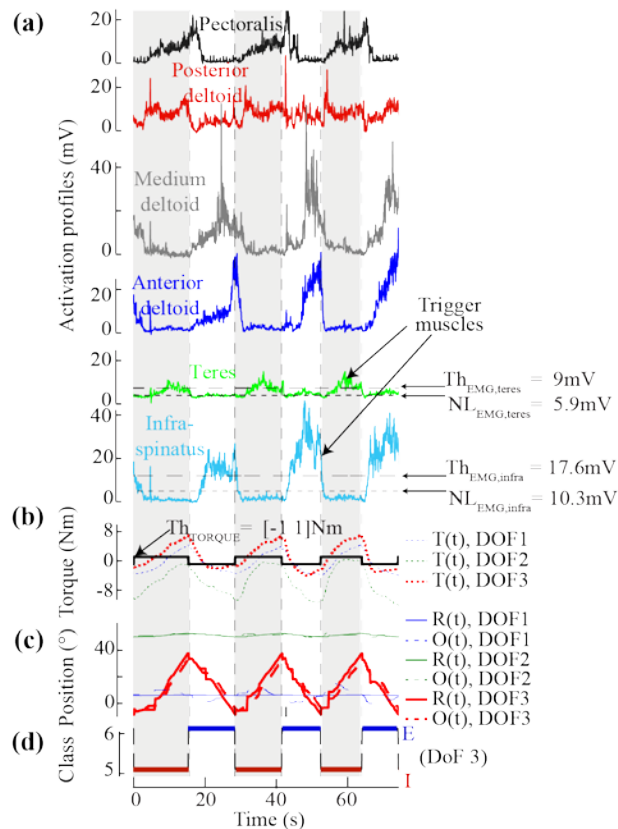 (a)
20
Pectoralis
0
20
Posterior
deltoid
0
40
Medium
deltoid
0
Activation profiles (mV)
20
Anterior
deltoid
0
Trigger
muscles
20
Teres
0
Th_EMG,teres = 9mV
NL_EMG,teres = 5.9mV
40
Infra-
spinatus
20
0
Th_EMG,infra = 17.6mV
NL_EMG,infra = 10.3mV
(b)
Torque (Nm)
8
0
-8
Th_TORQUE = [-1 1]Nm
T(t), DOF1
T(t), DOF2
T(t), DOF3
(c)
Position (°)
40
0
R(t), DOF1
O(t), DOF1
R(t), DOF2
O(t), DOF2
R(t), DOF3
O(t), DOF3
(d)
Class
6
5
E
(DoF 3)
I
0 20 40 60
Time (s)